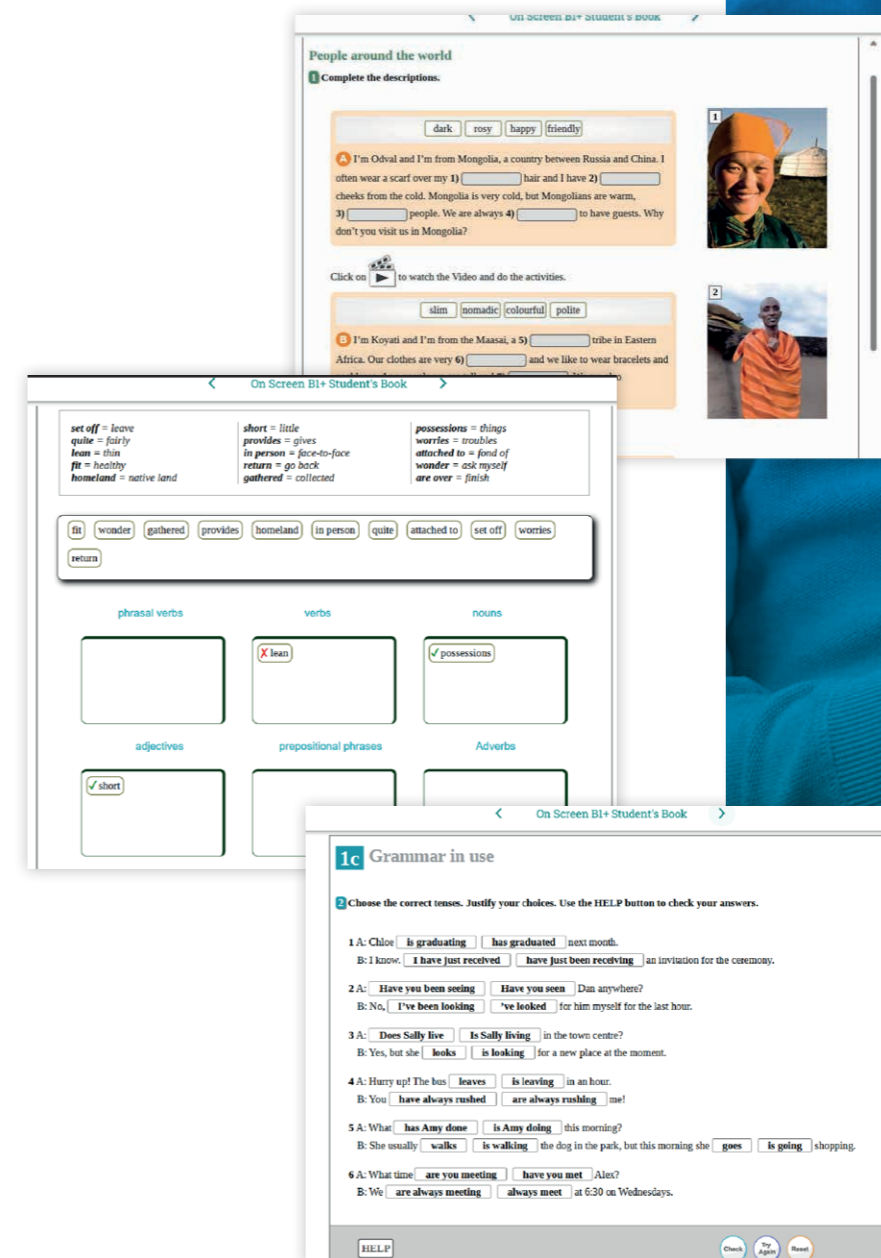 On Screen B1+ Student's Book
People around the world
1 Complete the descriptions.
dark rosy happy friendly
A I'm Odval and I'm from Mongolia, a country between Russia and China. I
often wear a scarf over my 1) hair and I have 2)
cheeks from the cold. Mongolia is very cold, but Mongolians are warm,
3) people. We are always 4) to have guests. Why
don't you visit us in Mongolia?
1
Click on to watch the Video and do the activities.
slim nomadic colourful polite
B I'm Koyati and I'm from the Maasai, a 5) tribe in Eastern
Africa. Our clothes are very 6) and we like to wear bracelets and
2
On Screen B1+ Student's Book
set off = leave
quite = fairly
lean = thin
fit = healthy
homeland = native land
short = little
provides = gives
in person = face-to-face
return = go back
gathered = collected
possessions = things
worries = troubles
attached to = fond of
wonder = ask myself
are over = finish
fit wonder gathered provides homeland in person quite attached to set off worries
return
phrasal verbs verbs nouns
✗ lean ✓ possessions
adjectives prepositional phrases Adverbs
✓ short
On Screen B1+ Student's Book
1c Grammar in use
2 Choose the correct tenses. Justify your choices. Use the HELP button to check your answers.
1 A: Chloe is graduating has graduated next month.
B: I know. I have just received have just been receiving an invitation for the ceremony.
2 A: Have you been seeing Have you seen Dan anywhere?
B: No, I've been looking 've looked for him myself for the last hour.
3 A: Does Sally live Is Sally living in the town centre?
B: Yes, but she looks is looking for a new place at the moment.
4 A: Hurry up! The bus leaves is leaving in an hour.
B: You have always rushed are always rushing me!
5 A: What has Amy done is Amy doing this morning?
B: She usually walks is walking the dog in the park, but this morning she goes is going shopping.
6 A: What time are you meeting have you met Alex?
B: We are always meeting always meet at 6:30 on Wednesdays.
HELP Check Try Again Reset